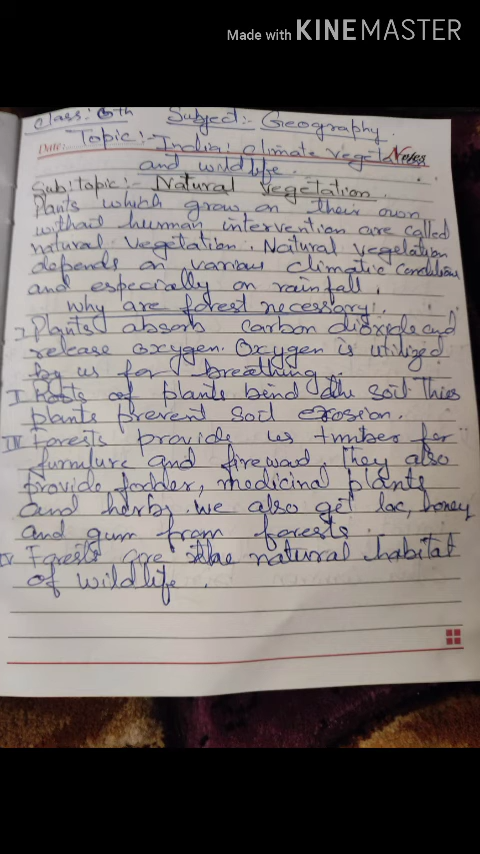 Made with KINEMASTER
Class: 6th Subject:- Geography.
Date:
Topic:- India: Climate Veget Notes
and wildlife.
Sub: topic:- Natural Vegetation.
Plants which grow on their own
without human intervention are called
natural vegetation. Natural vegetation
depends on various climatic conditions
and especially on rainfall.
Why are forest necessary:.
I Plants absorb carbon dioxide and
release oxygen. Oxygen is utilized
by us for breathing.
II Roots of plants bind the soil. This
plants prevent soil erosion.
III Forests provide us timber for
furniture and firewood. They also
provide fodder, medicinal plants
and herbs. we also get lac, honey
and gum from forests.
IV Forests are the natural habitat
of wildlife.